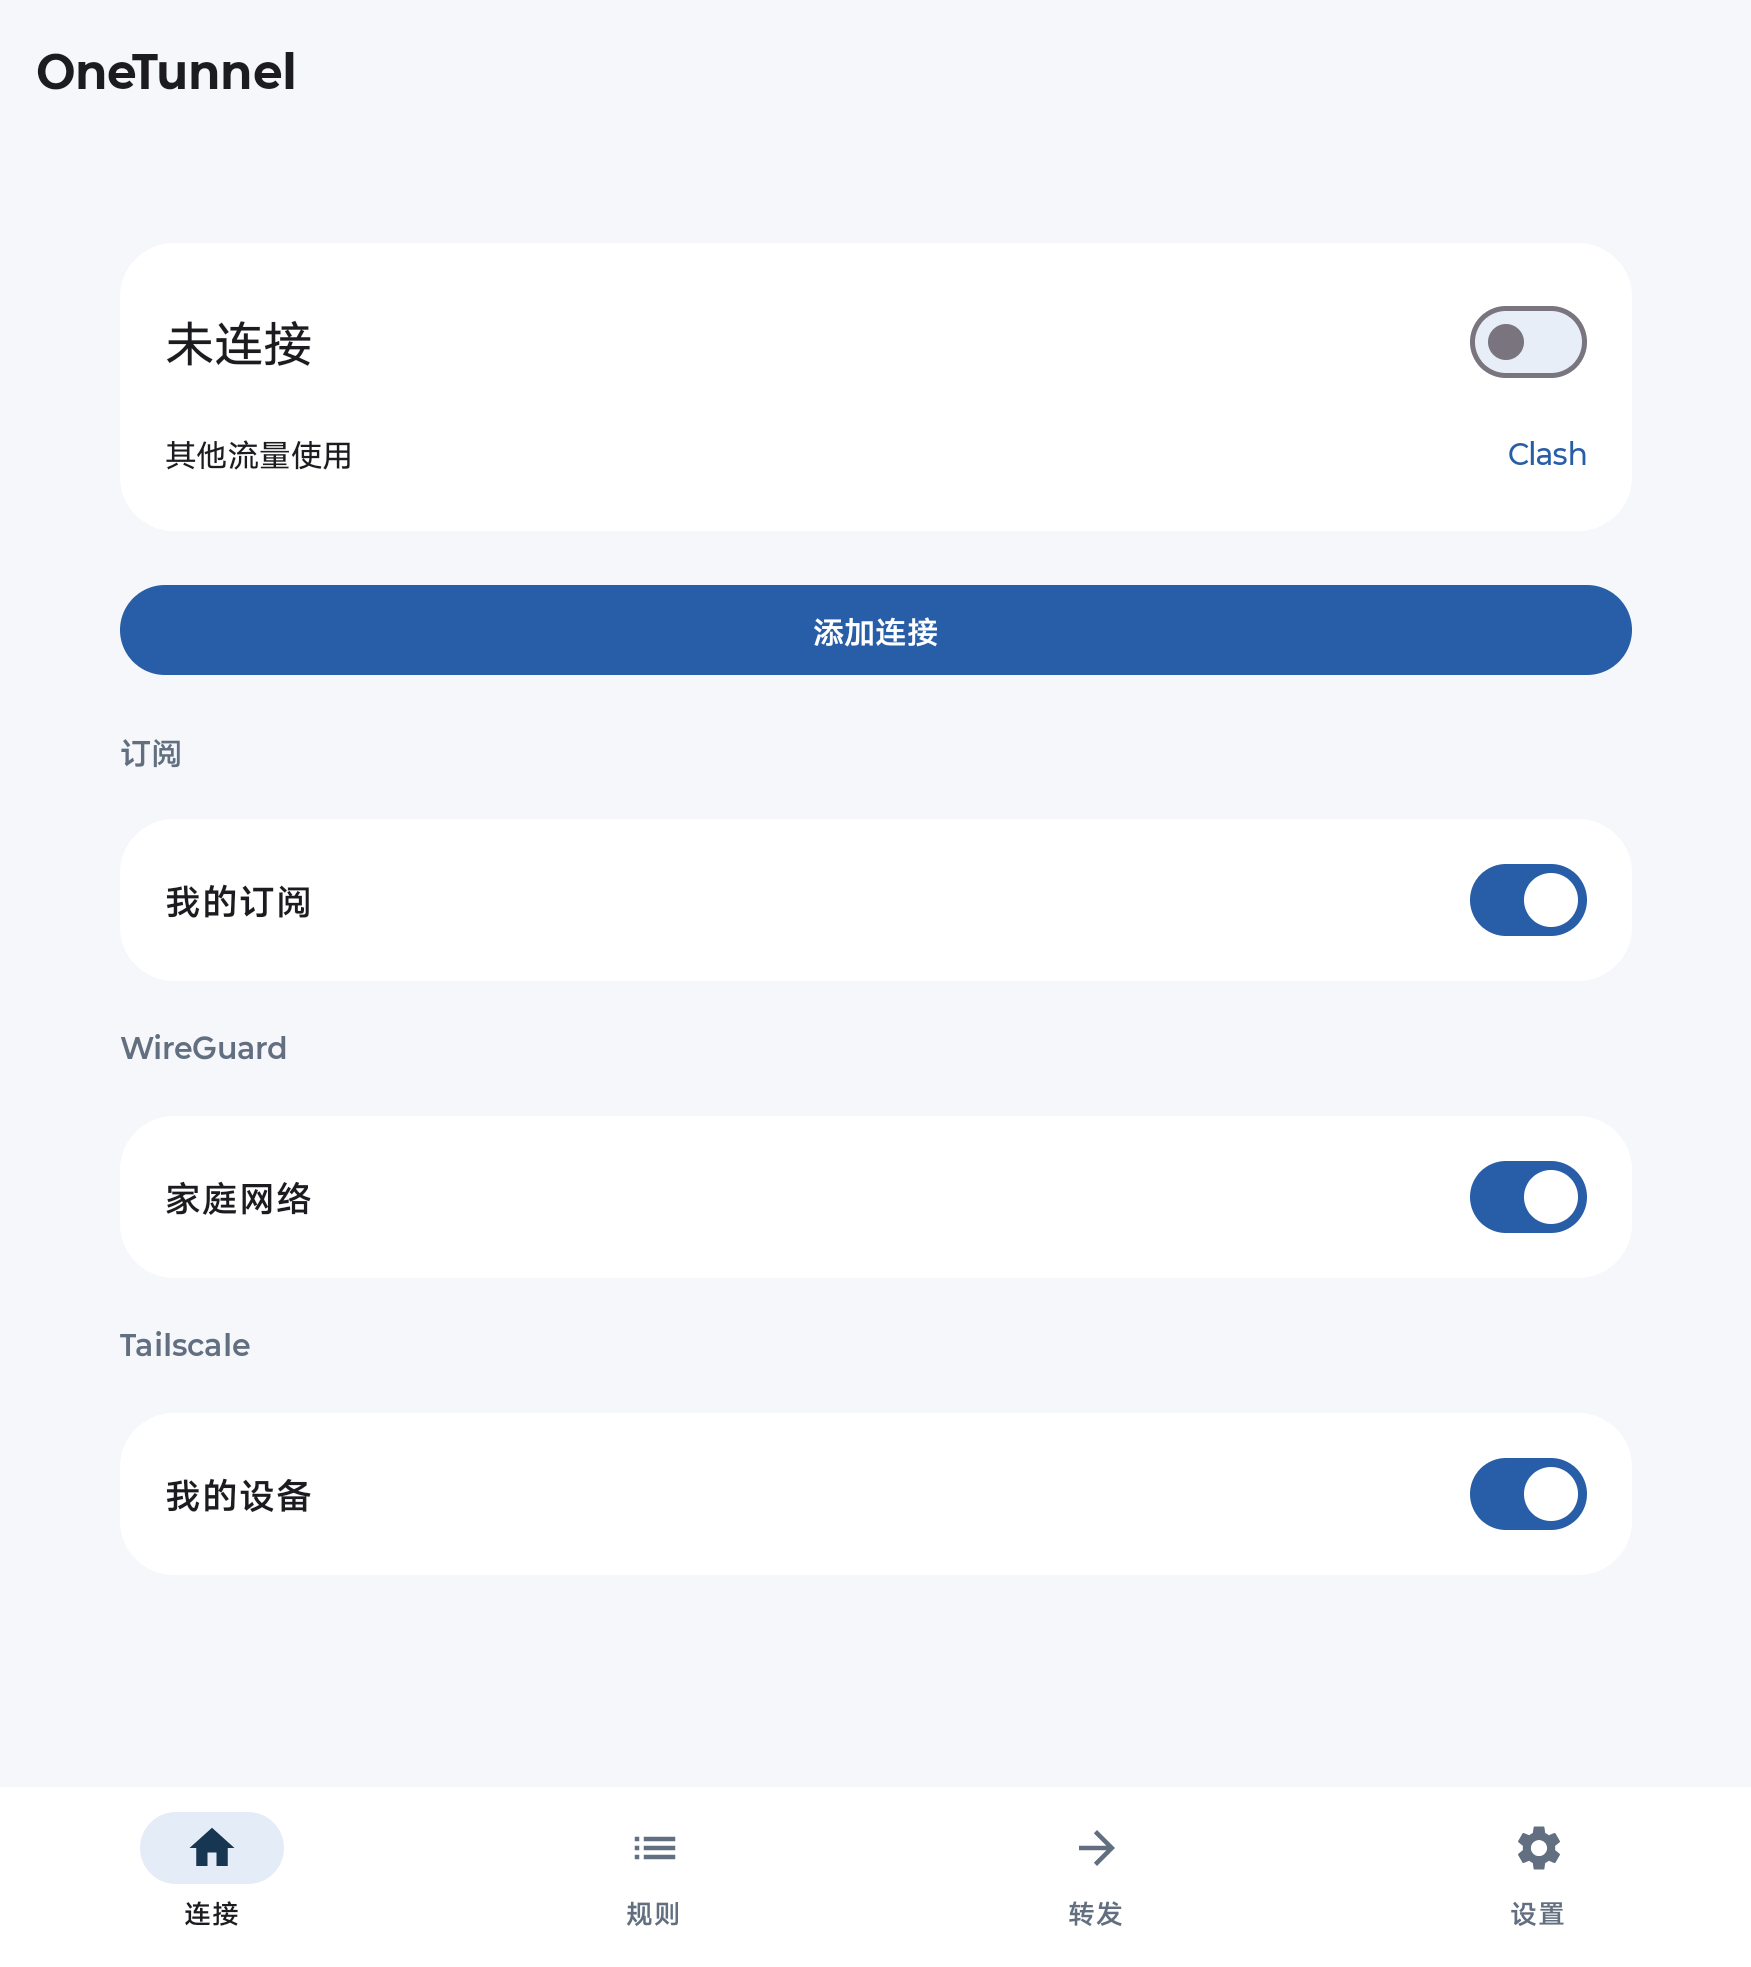 OneTunnel
未连接
其他流量使用 Clash
添加连接
订阅
我的订阅
WireGuard
家庭网络
Tailscale
我的设备
连接 规则 转发 设置